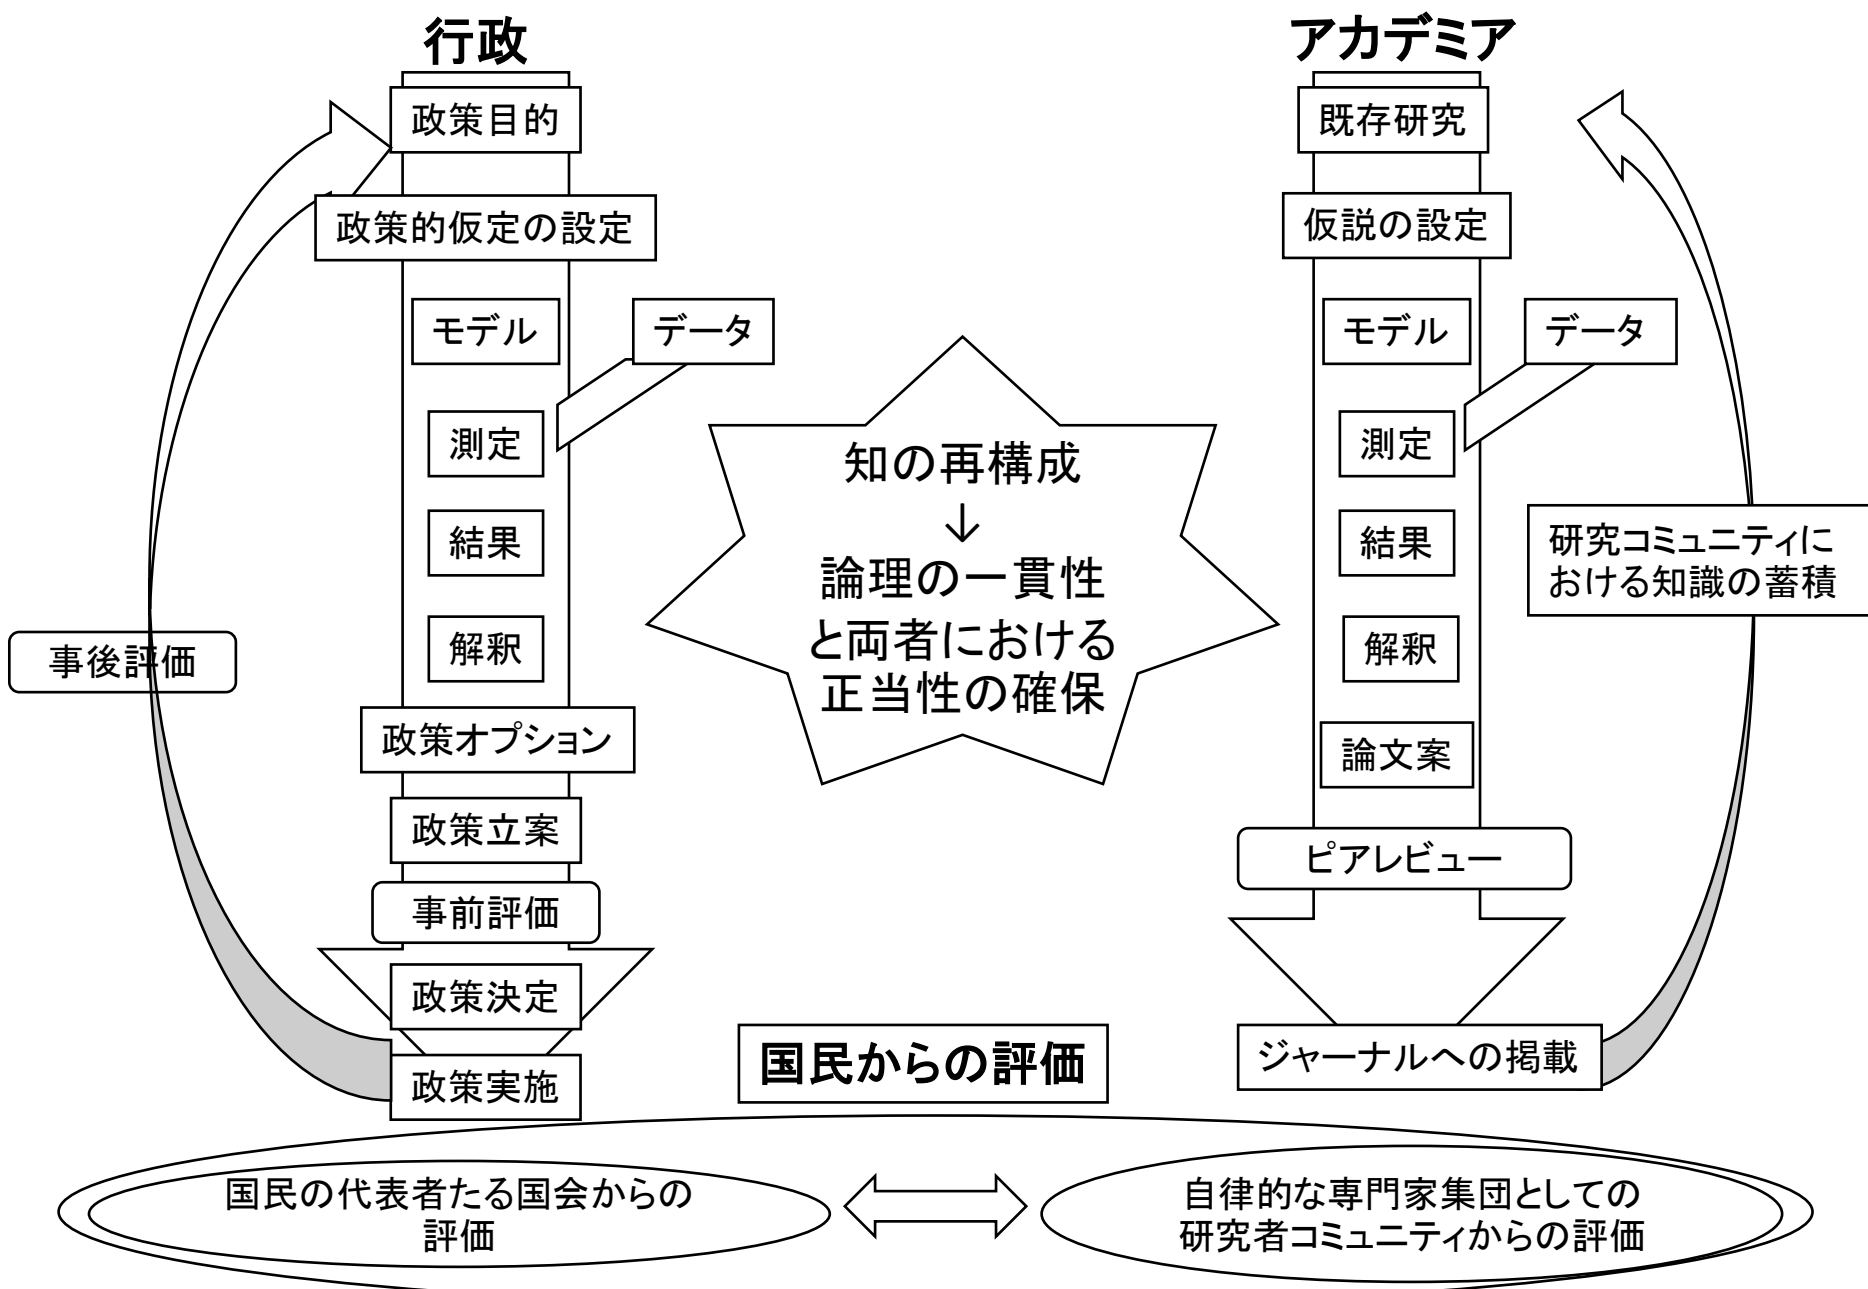 行政
政策目的
政策的仮定の設定
モデル
データ
測定
結果
解釈
事後評価
政策オプション
政策立案
事前評価
政策決定
政策実施
知の再構成
↓
論理の一貫性
と両者における
正当性の確保
アカデミア
既存研究
仮説の設定
モデル
データ
測定
結果
解釈
研究コミュニティに
おける知識の蓄積
論文案
ピアレビュー
ジャーナルへの掲載
国民からの評価
国民の代表者たる国会からの
評価
自律的な専門家集団としての
研究者コミュニティからの評価